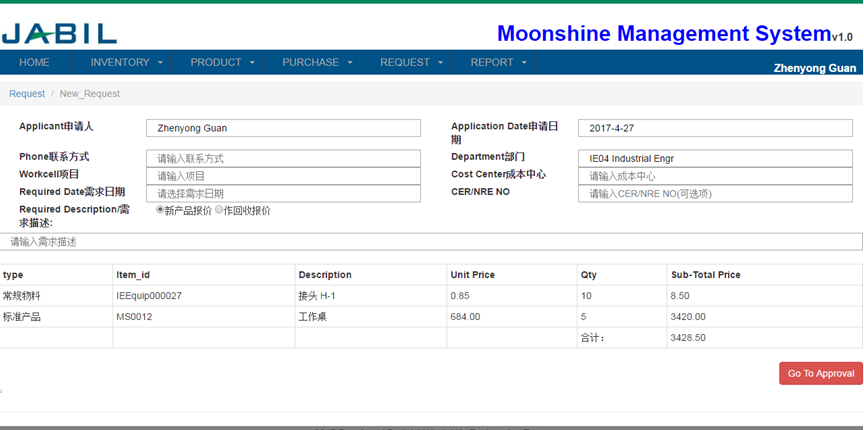 JABIL
Moonshine Management Systemv1.0
HOME INVENTORY PRODUCT PURCHASE REQUEST REPORT
Zhenyong Guan
Request / New_Request
Applicant申请人 Zhenyong Guan Application Date申请日期 2017-4-27
Phone联系方式 请输入联系方式 Department部门 IE04 Industrial Engr
Workcell项目 请输入项目 Cost Center成本中心 请输入成本中心
Required Date需求日期 请选择需求日期 CER/NRE NO 请输入CER/NRE NO(可选项)
Required Description/需求描述: 新产品报价 作回收报价
请输入需求描述
type Item_id Description Unit Price Qty Sub-Total Price
常规物料 IEEquip000027 接头 H-1 0.85 10 8.50
标准产品 MS0012 工作桌 684.00 5 3420.00
合计： 3428.50
Go To Approval